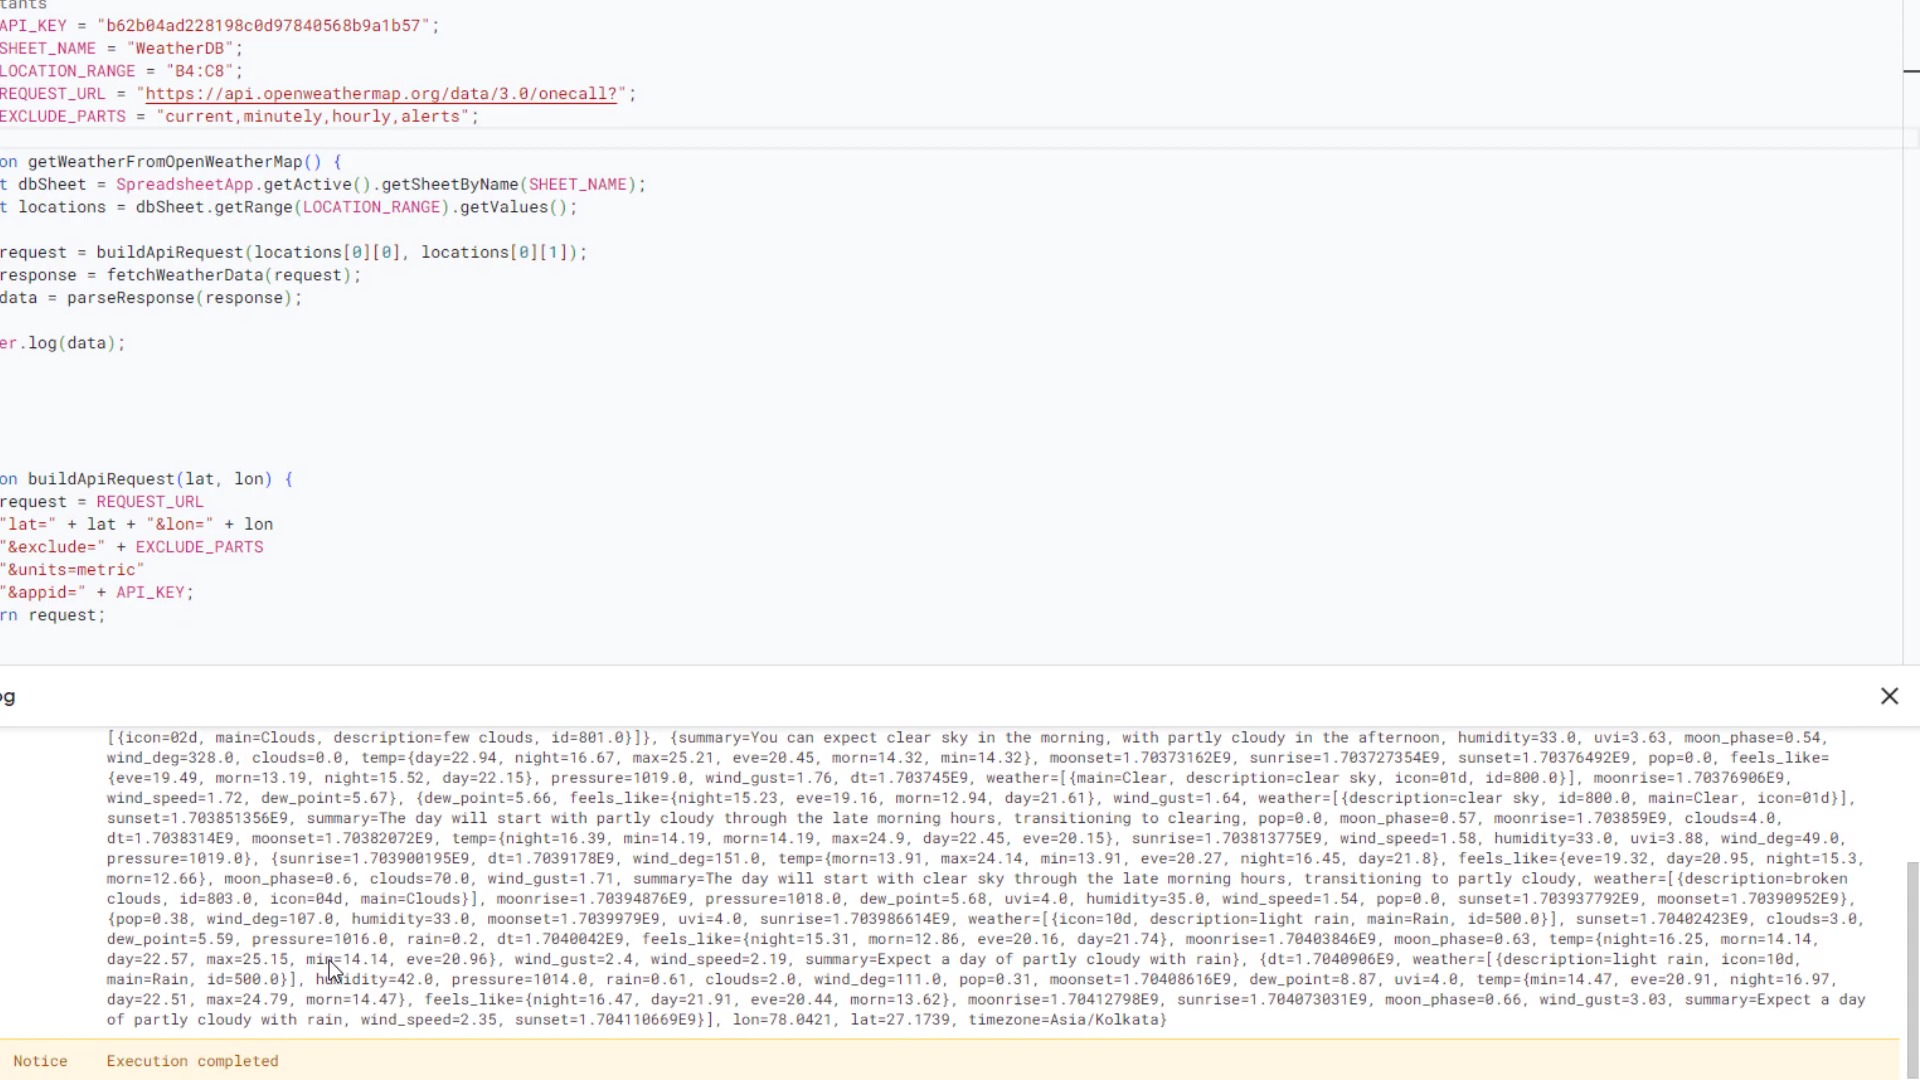 tants
API_KEY = "b62b04ad228198c0d97840568b9a1b57";
SHEET_NAME = "WeatherDB";
LOCATION_RANGE = "B4:C8";
REQUEST_URL = "https://api.openweathermap.org/data/3.0/onecall?";
EXCLUDE_PARTS = "current,minutely,hourly,alerts";
on getWeatherFromOpenWeatherMap() {
t dbSheet = SpreadsheetApp.getActive().getSheetByName(SHEET_NAME);
t locations = dbSheet.getRange(LOCATION_RANGE).getValues();
request = buildApiRequest(locations[0][0], locations[0][1]);
response = fetchWeatherData(request);
data = parseResponse(response);
er.log(data);
on buildApiRequest(lat, lon) {
request = REQUEST_URL
"lat=" + lat + "&lon=" + lon
"&exclude=" + EXCLUDE_PARTS
"&units=metric"
"&appid=" + API_KEY;
rn request;
og
[{icon=02d, main=Clouds, description=few clouds, id=801.0}]}, {summary=You can expect clear sky in the morning, with partly cloudy in the afternoon, humidity=33.0, uvi=3.63, moon_phase=0.54,
wind_deg=328.0, clouds=0.0, temp={day=22.94, night=16.67, max=25.21, eve=20.45, morn=14.32, min=14.32}, moonset=1.70373162E9, sunrise=1.703727354E9, sunset=1.70376492E9, pop=0.0, feels_like=
{eve=19.49, morn=13.19, night=15.52, day=22.15}, pressure=1019.0, wind_gust=1.76, dt=1.703745E9, weather=[{main=Clear, description=clear sky, icon=01d, id=800.0}], moonrise=1.70376906E9,
wind_speed=1.72, dew_point=5.67}, {dew_point=5.66, feels_like={night=15.23, eve=19.16, morn=12.94, day=21.61}, wind_gust=1.64, weather=[{description=clear sky, id=800.0, main=Clear, icon=01d}],
sunset=1.703851356E9, summary=The day will start with partly cloudy through the late morning hours, transitioning to clearing, pop=0.0, moon_phase=0.57, moonrise=1.703859E9, clouds=4.0,
dt=1.7038314E9, moonset=1.70382072E9, temp={night=16.39, min=14.19, morn=14.19, max=24.9, day=22.45, eve=20.15}, sunrise=1.703813775E9, wind_speed=1.58, humidity=33.0, uvi=3.88, wind_deg=49.0,
pressure=1019.0}, {sunrise=1.703900195E9, dt=1.7039178E9, wind_deg=151.0, temp={morn=13.91, max=24.14, min=13.91, eve=20.27, night=16.45, day=21.8}, feels_like={eve=19.32, day=20.95, night=15.3,
morn=12.66}, moon_phase=0.6, clouds=70.0, wind_gust=1.71, summary=The day will start with clear sky through the late morning hours, transitioning to partly cloudy, weather=[{description=broken
clouds, id=803.0, icon=04d, main=Clouds}], moonrise=1.70394876E9, pressure=1018.0, dew_point=5.68, uvi=4.0, humidity=35.0, wind_speed=1.54, pop=0.0, sunset=1.703937792E9, moonset=1.70390952E9},
{pop=0.38, wind_deg=107.0, humidity=33.0, moonset=1.7039979E9, uvi=4.0, sunrise=1.703986614E9, weather=[{icon=10d, description=light rain, main=Rain, id=500.0}], sunset=1.70402423E9, clouds=3.0,
dew_point=5.59, pressure=1016.0, rain=0.2, dt=1.7040042E9, feels_like={night=15.31, morn=12.86, eve=20.16, day=21.74}, moonrise=1.70403846E9, moon_phase=0.63, temp={night=16.25, morn=14.14,
day=22.57, max=25.15, min=14.14, eve=20.96}, wind_gust=2.4, wind_speed=2.19, summary=Expect a day of partly cloudy with rain}, {dt=1.7040906E9, weather=[{description=light rain, icon=10d,
main=Rain, id=500.0}], humidity=42.0, pressure=1014.0, rain=0.61, clouds=2.0, wind_deg=111.0, pop=0.31, moonset=1.70408616E9, dew_point=8.87, uvi=4.0, temp={min=14.47, eve=20.91, night=16.97,
day=22.51, max=24.79, morn=14.47}, feels_like={night=16.47, day=21.91, eve=20.44, morn=13.62}, moonrise=1.70412798E9, sunrise=1.704073031E9, moon_phase=0.66, wind_gust=3.03, summary=Expect a day
of partly cloudy with rain, wind_speed=2.35, sunset=1.704110669E9}], lon=78.0421, lat=27.1739, timezone=Asia/Kolkata}
Notice Execution completed